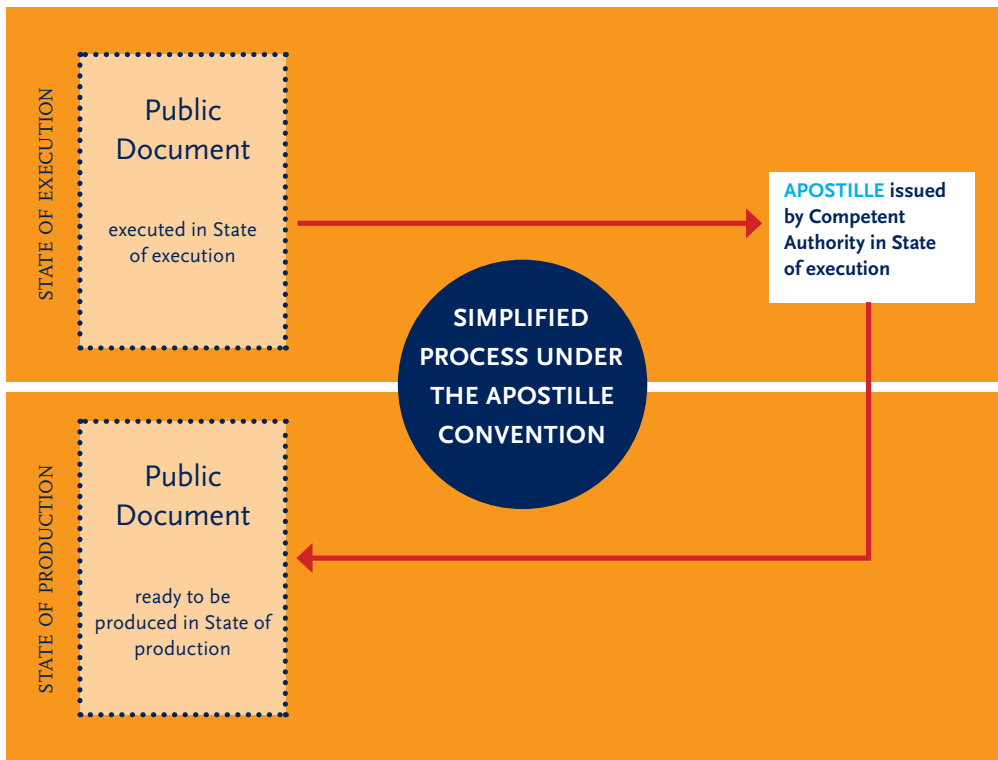 STATE OF EXECUTION
Public
Document
executed in State
of execution
APOSTILLE issued
by Competent
Authority in State
of execution
SIMPLIFIED
PROCESS UNDER
THE APOSTILLE
CONVENTION
STATE OF PRODUCTION
Public
Document
ready to be
produced in State of
production